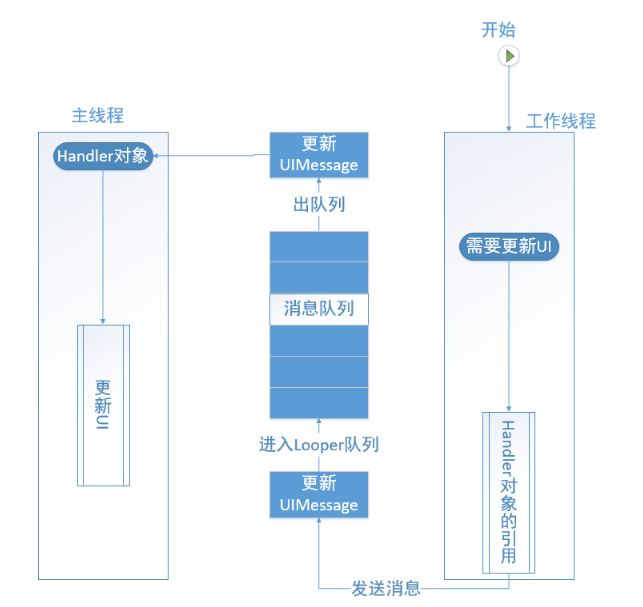 开始
主线程
工作线程
Handler对象
更新
UIMessage
出队列
需要更新UI
消息队列
更新UI
进入Looper队列
更新
UIMessage
Handler对象的引用
发送消息